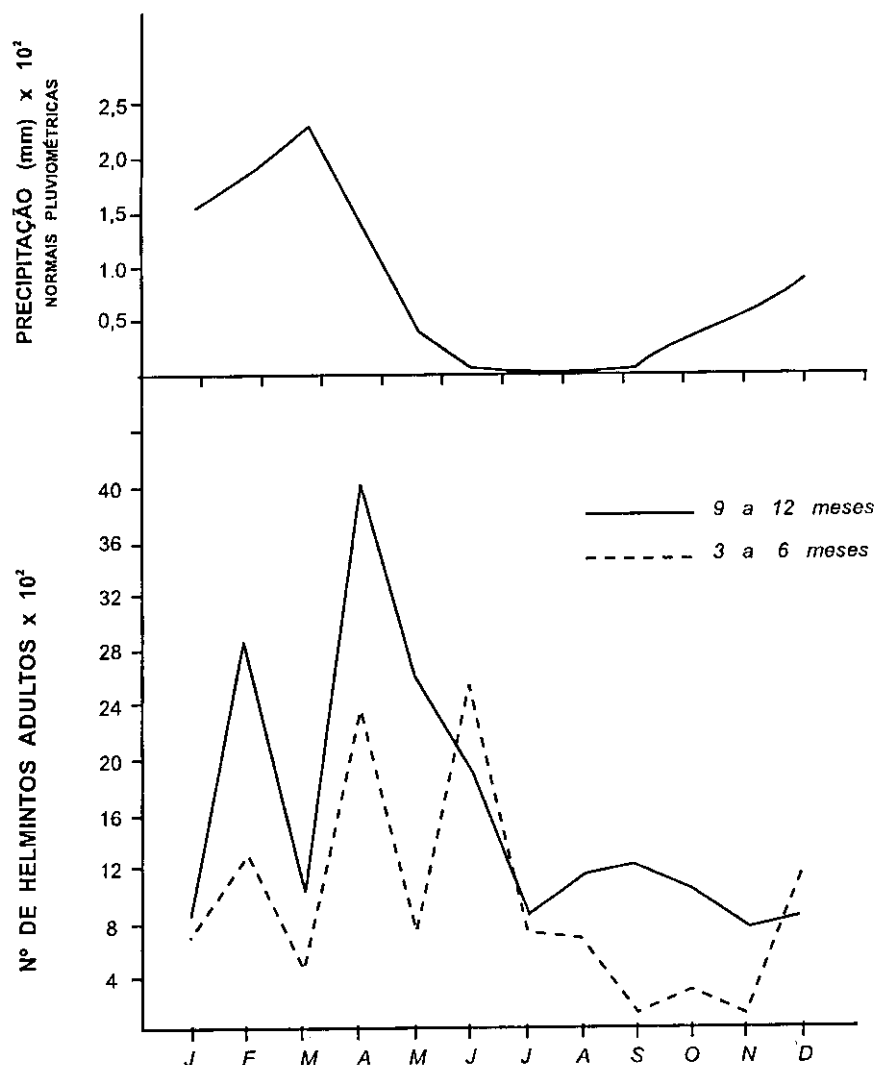 PRECIPITAÇÃO (mm) x 10²
NORMAIS PLUVIOMÉTRICAS
2,5
2,0
1,5
1.0
0,5
Nº DE HELMINTOS ADULTOS x 10²
40
36
32
28
24
20
16
12
8
4
9 a 12 meses
3 a 6 meses
J F M A M J J A S O N D